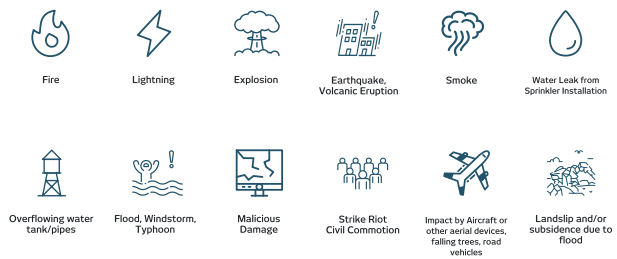 Fire
Lightning
Explosion
Earthquake,
Volcanic Eruption
Smoke
Water Leak from
Sprinkler Installation
Overflowing water
tank/pipes
Flood, Windstorm,
Typhoon
Malicious
Damage
Strike Riot
Civil Commotion
Impact by Aircraft or
other aerial devices,
falling trees, road
vehicles
Landslip and/or
subsidence due to
flood